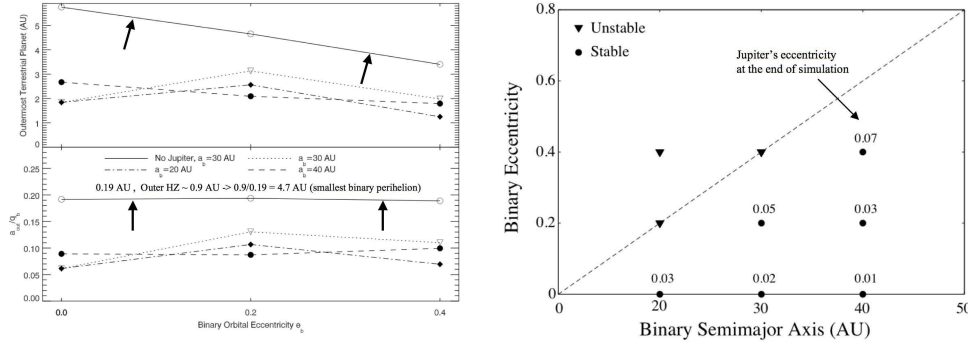 Outermost Terrestrial Planet (AU)
5
4
3
2
1
0
No Jupiter, a_b=30 AU
a_b=30 AU
a_b=20 AU
a_b=40 AU
0.19 AU , Outer HZ ~ 0.9 AU -> 0.9/0.19 = 4.7 AU (smallest binary perihelion)
a_out/q_b
0.25
0.20
0.15
0.10
0.05
0.00
0.0
0.2
0.4
Binary Orbital Eccentricity e_b
Unstable
Stable
Jupiter's eccentricity
at the end of simulation
0.07
0.05
0.03
0.03
0.02
0.01
Binary Eccentricity
0.8
0.6
0.4
0.2
0
0
20
30
40
50
Binary Semimajor Axis (AU)